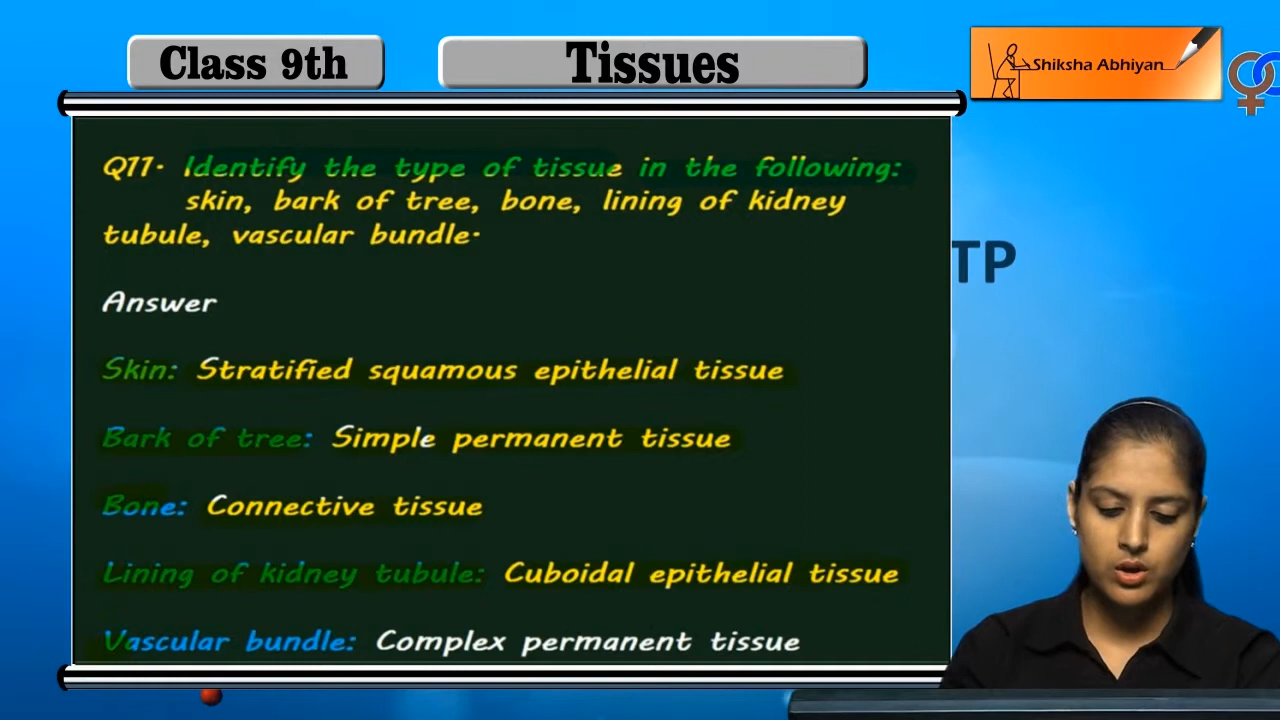 Class 9th
Tissues
Shiksha Abhiyan
Q11. Identify the type of tissue in the following:
skin, bark of tree, bone, lining of kidney
tubule, vascular bundle.
TP
Answer
Skin: Stratified squamous epithelial tissue
Bark of tree: Simple permanent tissue
Bone: Connective tissue
Lining of kidney tubule: Cuboidal epithelial tissue
Vascular bundle: Complex permanent tissue